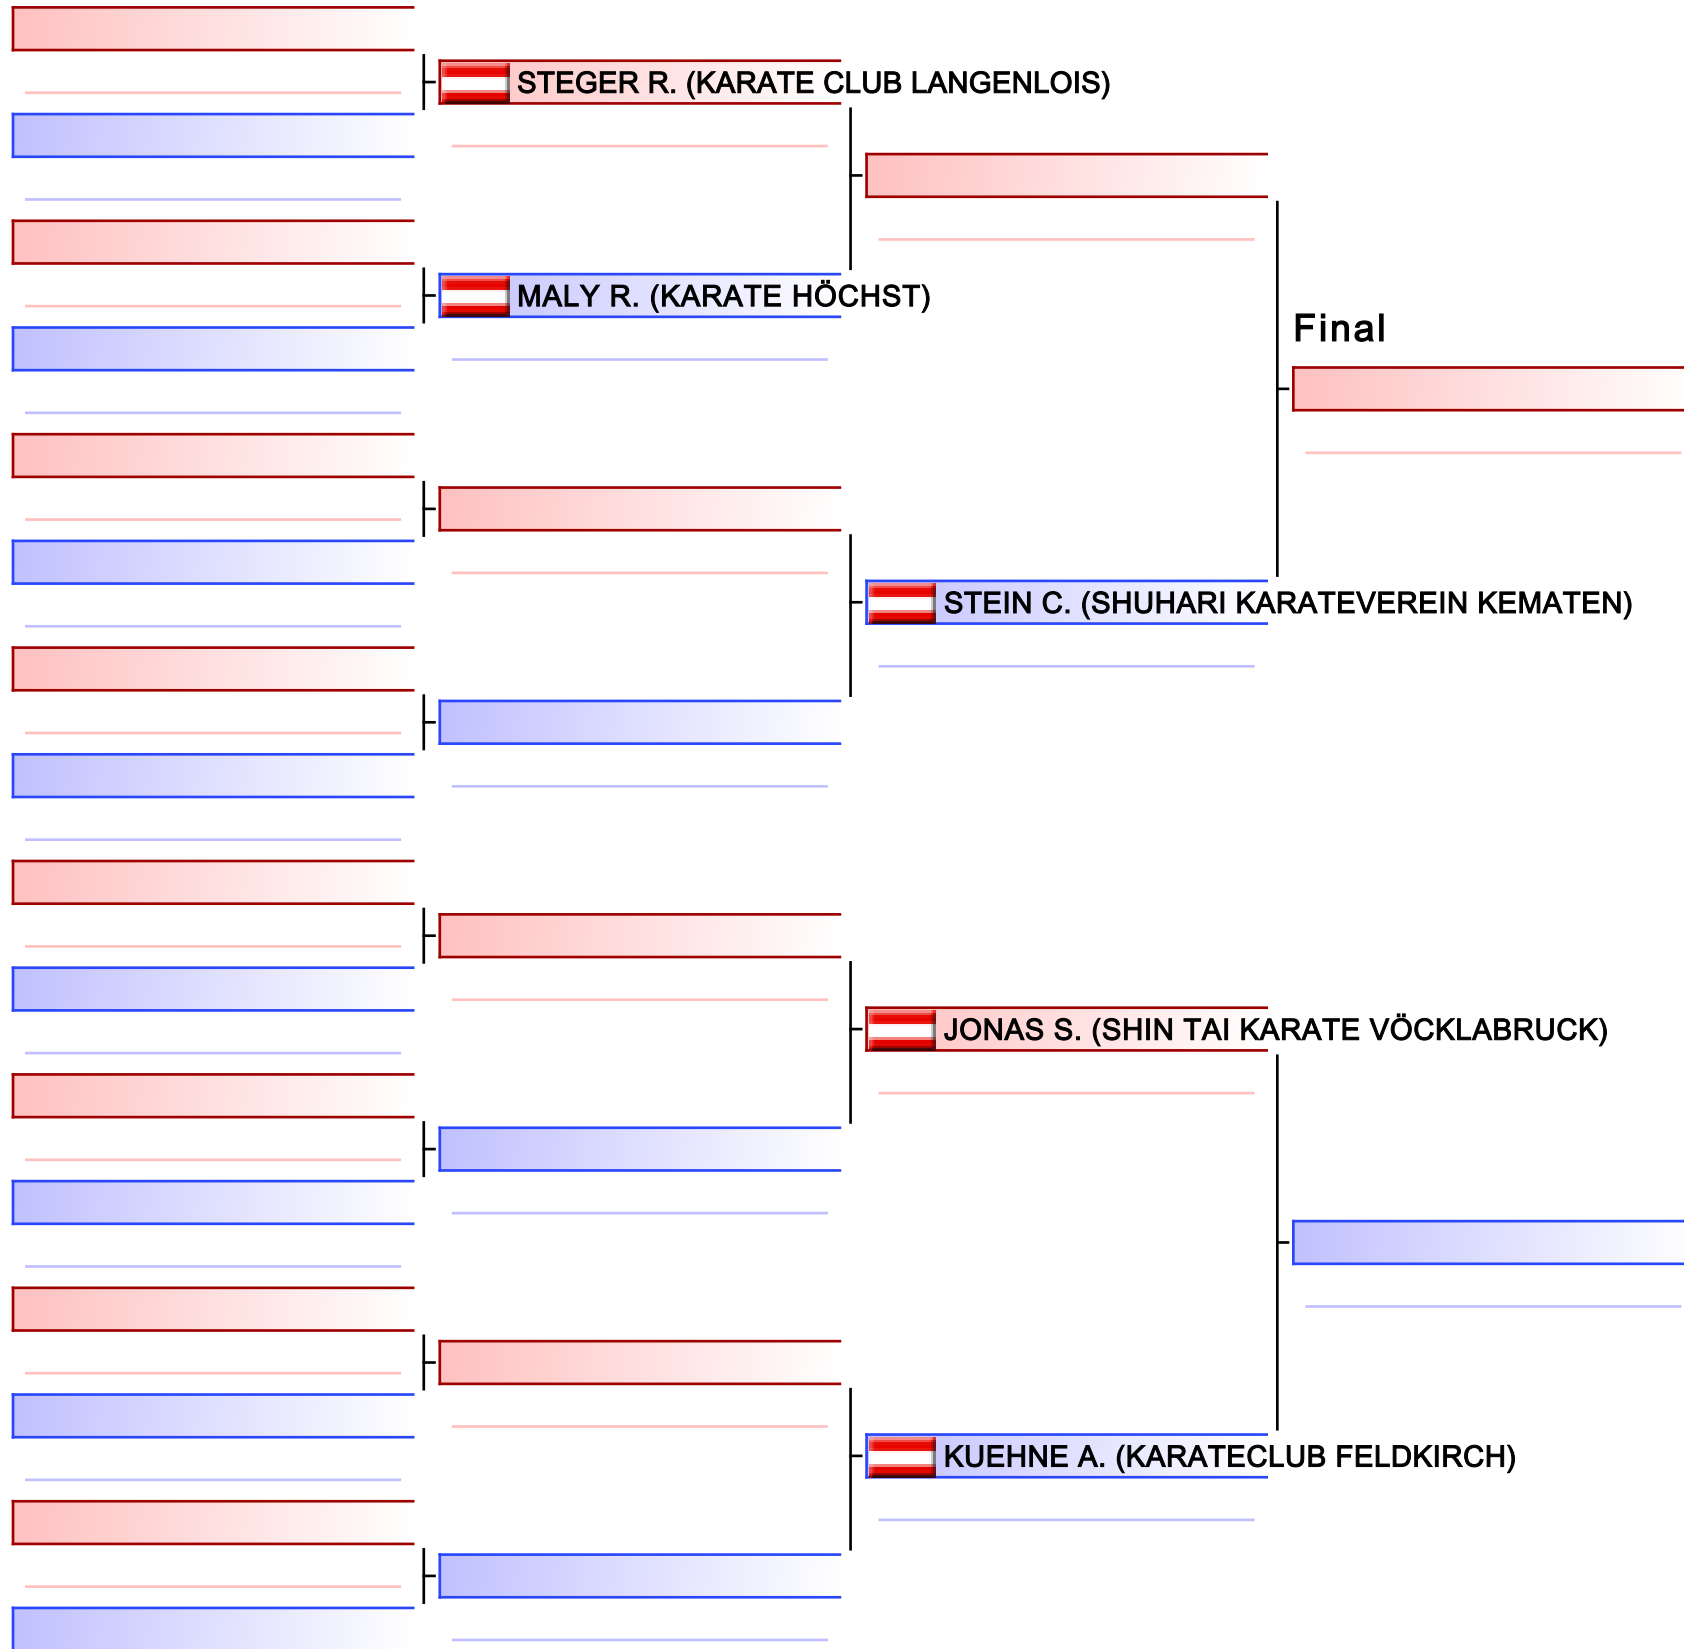 STEGER R. (KARATE CLUB LANGENLOIS)
MALY R. (KARATE HÖCHST)
Final
STEIN C. (SHUHARI KARATEVEREIN KEMATEN)
JONAS S. (SHIN TAI KARATE VÖCKLABRUCK)
KUEHNE A. (KARATECLUB FELDKIRCH)